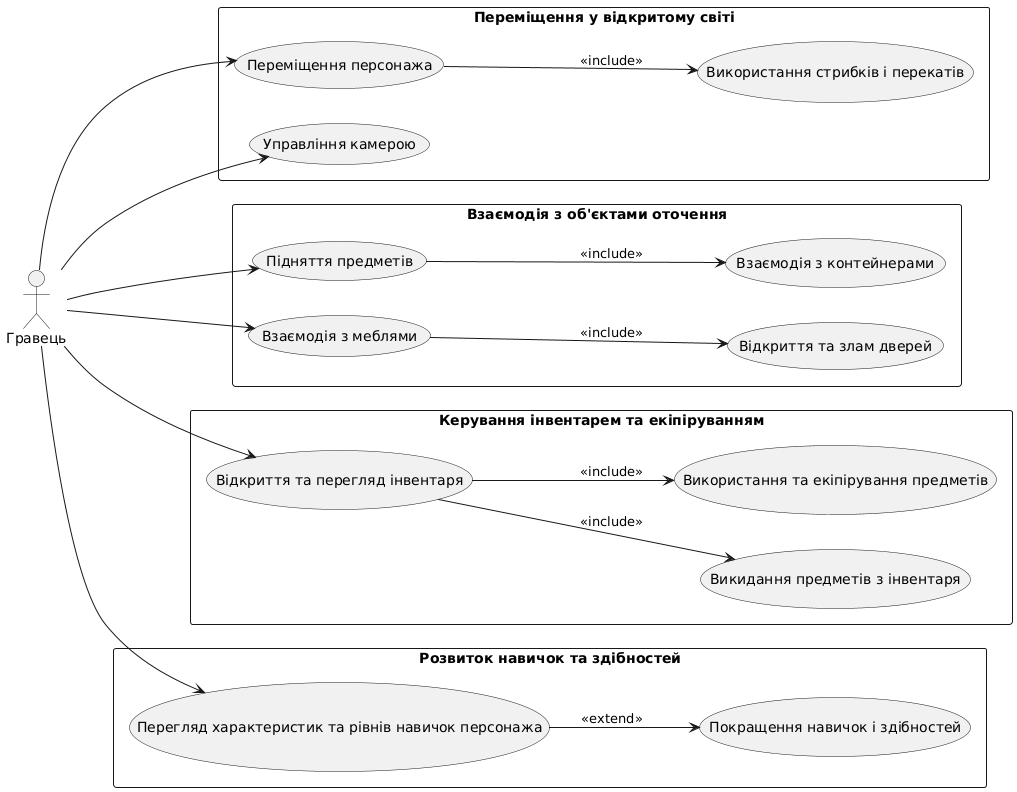 Переміщення у відкритому світі
Переміщення персонажа
«include»
Використання стрибків і перекатів
Управління камерою
Взаємодія з об'єктами оточення
Підняття предметів
«include»
Взаємодія з контейнерами
Взаємодія з меблями
«include»
Відкриття та злам дверей
Гравець
Керування інвентарем та екіпіруванням
Відкриття та перегляд інвентаря
«include»
Використання та екіпірування предметів
«include»
Викидання предметів з інвентаря
Розвиток навичок та здібностей
Перегляд характеристик та рівнів навичок персонажа
«extend»
Покращення навичок і здібностей